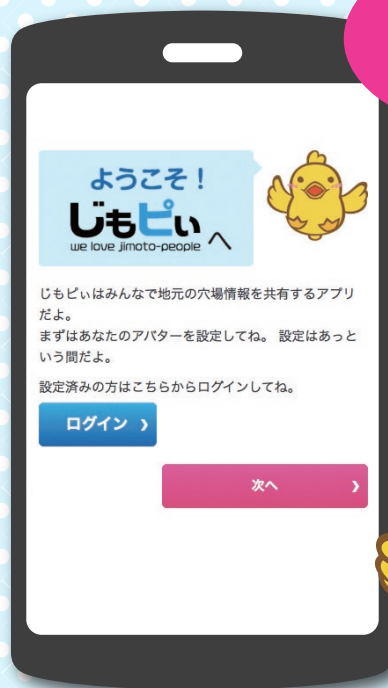 ようこそ！
じもピぃへ
we love jimoto-people
じもピぃはみんなで地元の穴場情報を共有するアプリ
だよ。
まずはあなたのアバターを設定してね。 設定はあっと
いう間だよ。
設定済みの方はこちらからログインしてね。
ログイン ❯
次へ ❯